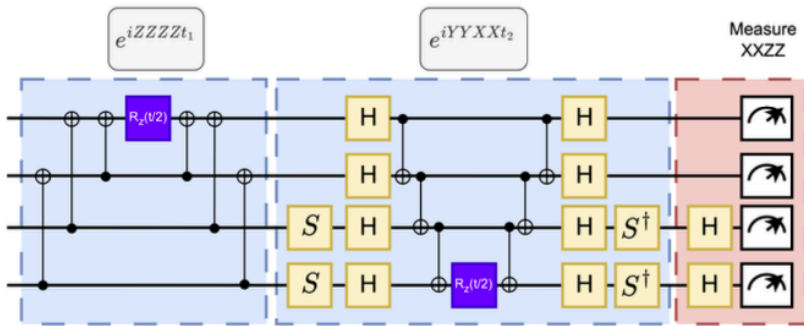 e^{iZZZZt_1}
e^{iYYXXt_2}
Measure
XXZZ
R_z(t/2)
H H
H H
S H H S^† H
S H R_z(t/2) H S^† H